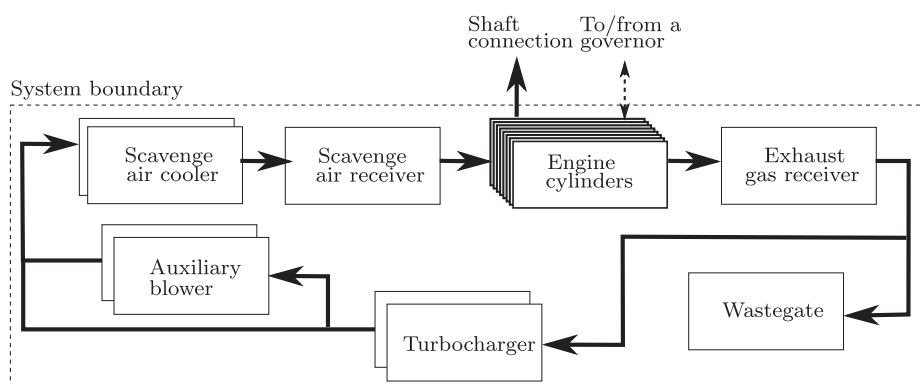 Shaft
connection
To/from a
governor
System boundary
Scavenge
air cooler
Scavenge
air receiver
Engine
cylinders
Exhaust
gas receiver
Auxiliary
blower
Wastegate
Turbocharger